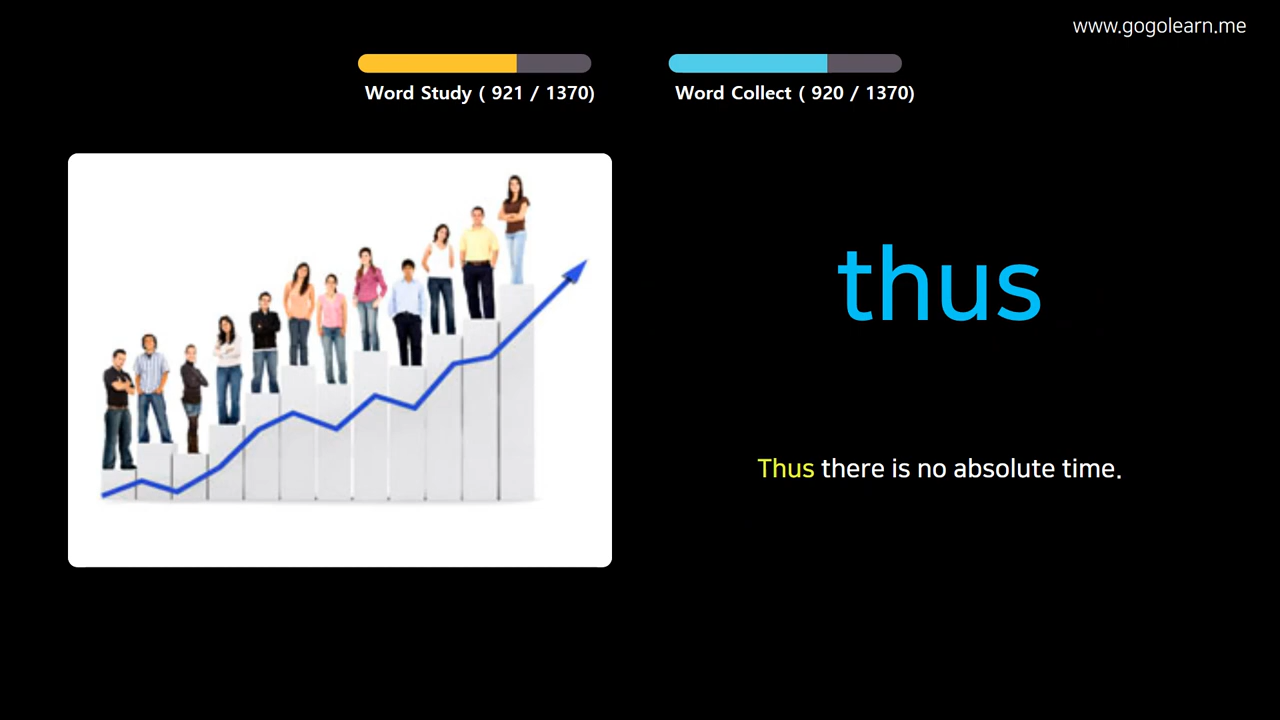 www.gogolearn.me
Word Study ( 921 / 1370)
Word Collect ( 920 / 1370)
thus
Thus there is no absolute time.